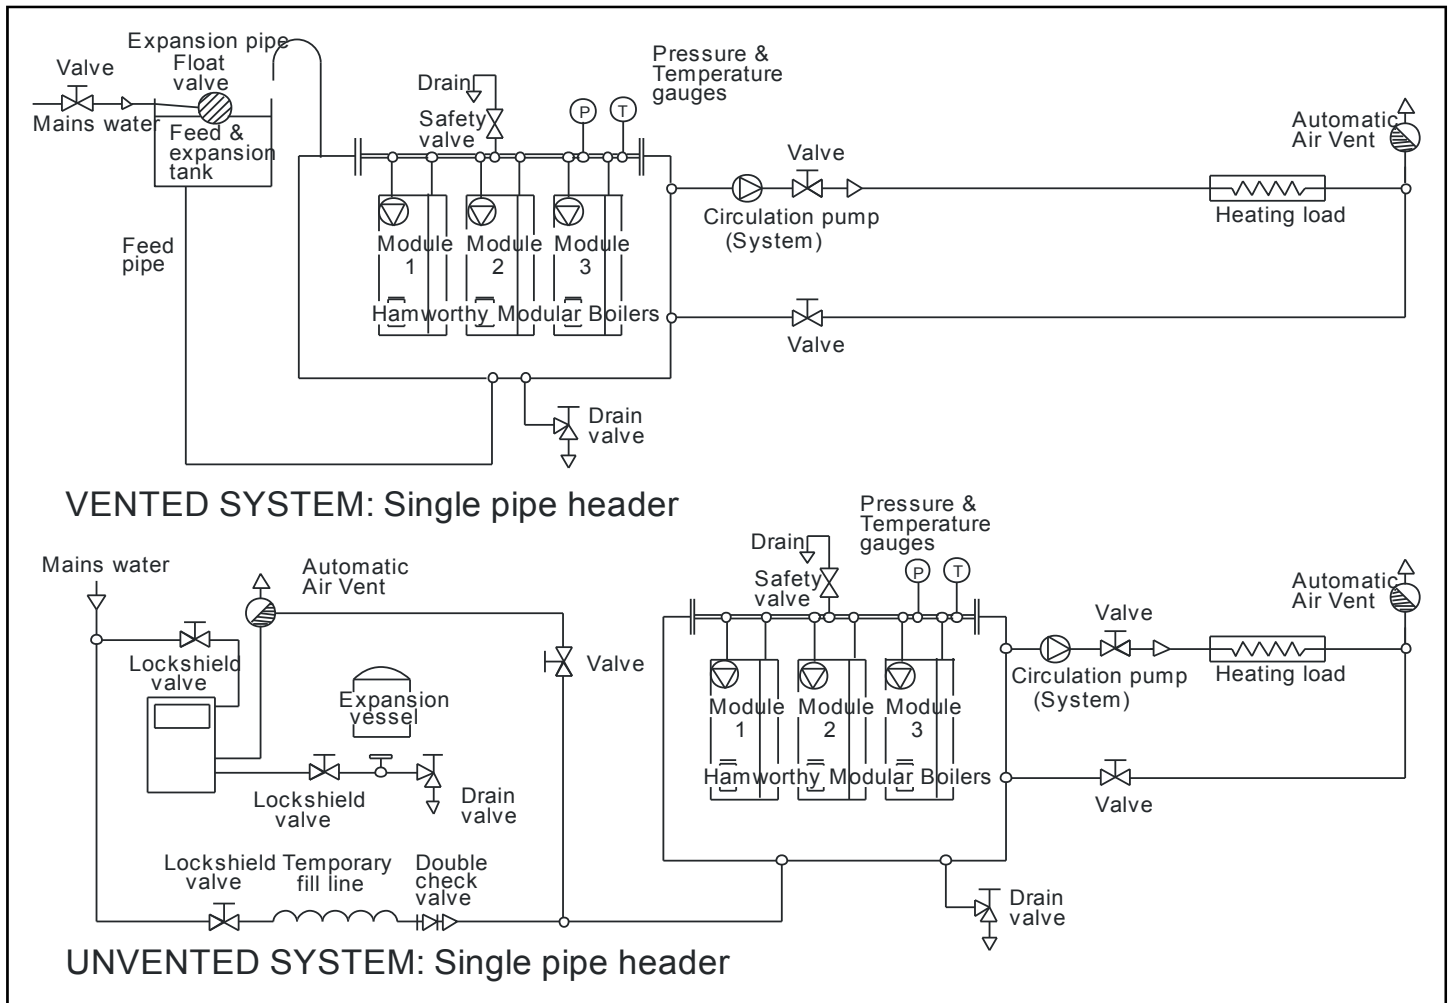 Expansion pipe
Valve
Float
valve
Mains water
Feed &
expansion
tank
Feed
pipe
Drain
Safety
valve
Pressure &
Temperature
gauges
P
T
Module
1
Module
2
Module
3
Hamworthy Modular Boilers
Valve
Circulation pump
(System)
Automatic
Air Vent
Heating load
Valve
Drain
valve
VENTED SYSTEM: Single pipe header
Mains water
Automatic
Air Vent
Lockshield
valve
Expansion
vessel
Valve
Lockshield
valve
Drain
valve
Lockshield
valve
Temporary
fill line
Double
check
valve
Drain
Safety
valve
Pressure &
Temperature
gauges
P
T
Module
1
Module
2
Module
3
Hamworthy Modular Boilers
Valve
Circulation pump
(System)
Automatic
Air Vent
Heating load
Valve
Drain
valve
UNVENTED SYSTEM: Single pipe header